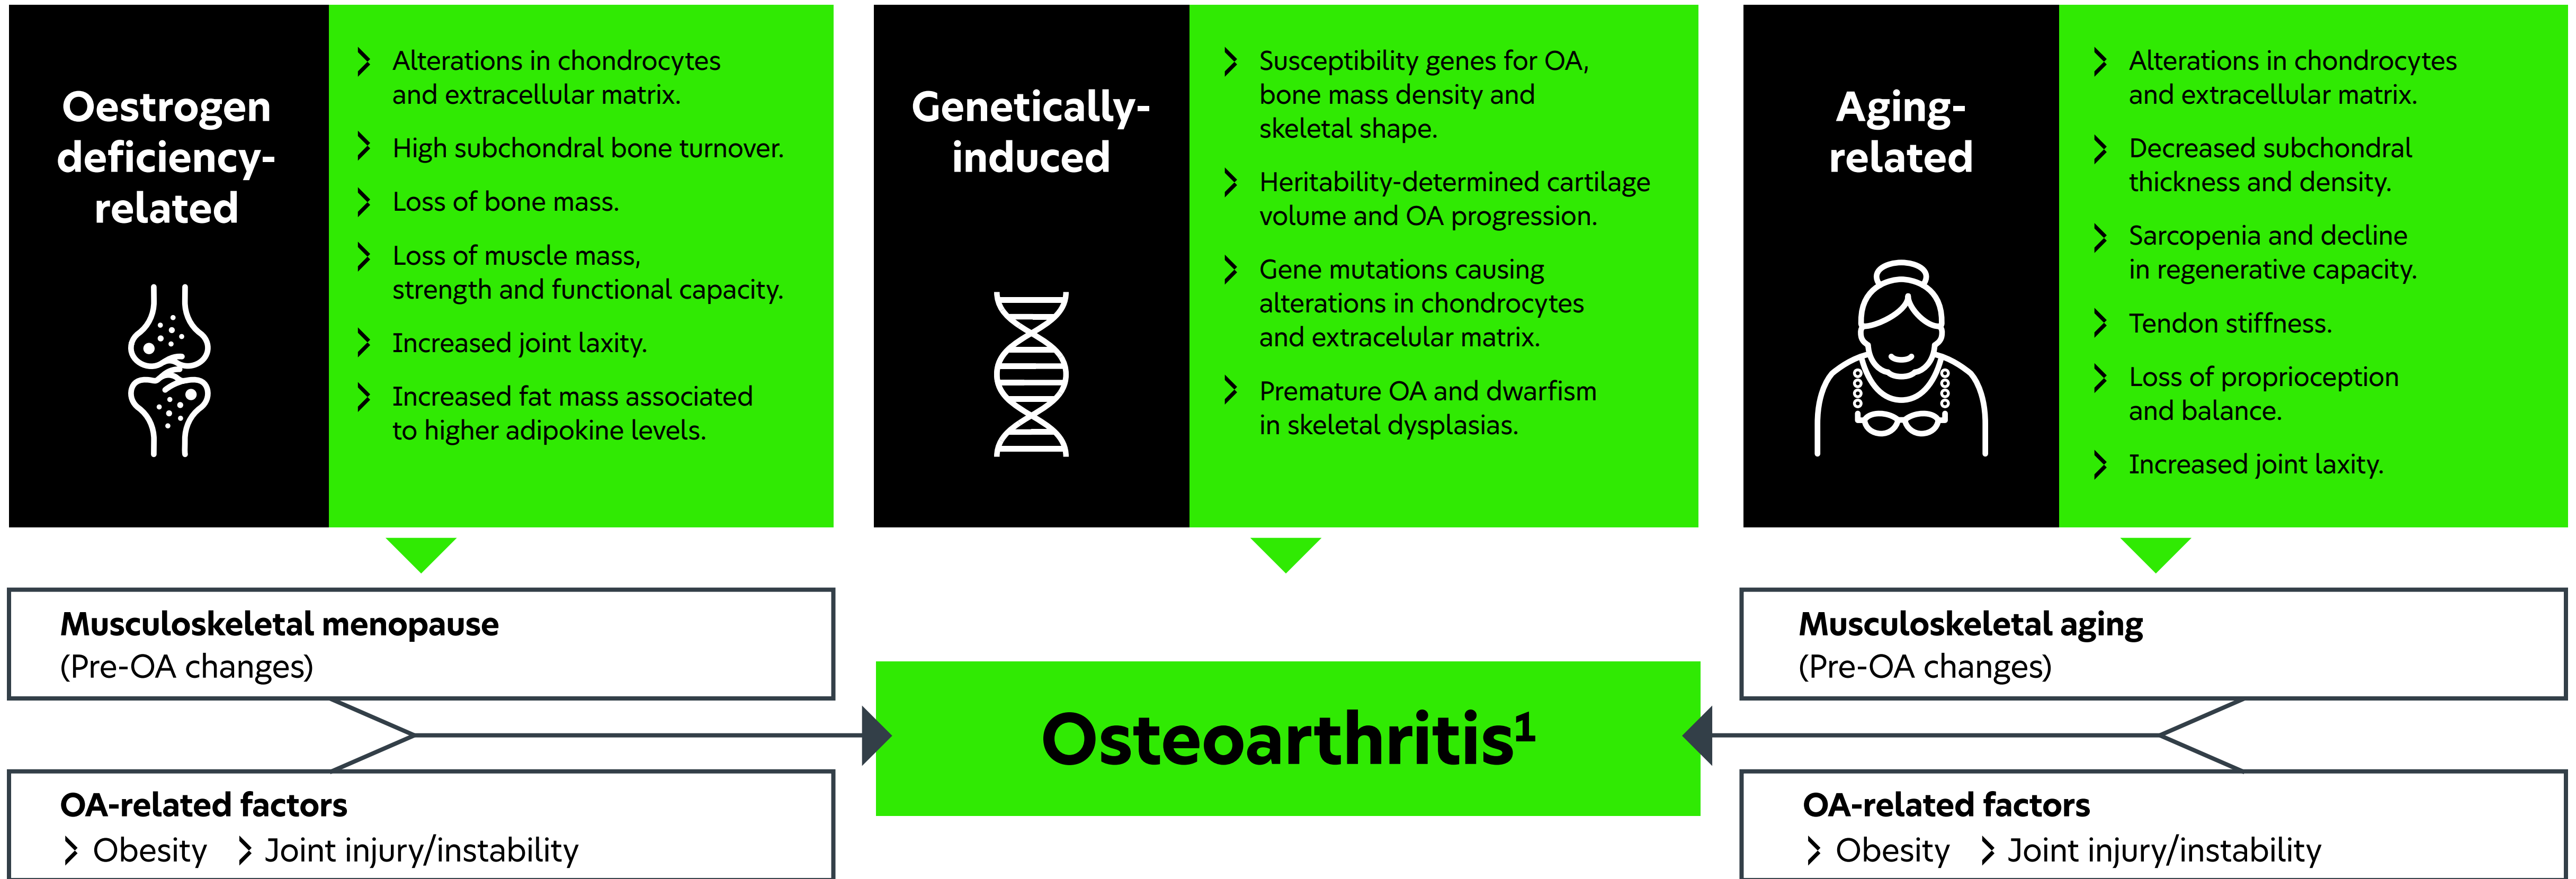 Oestrogen
deficiency-
related
Alterations in chondrocytes
and extracellular matrix.
High subchondral bone turnover.
Loss of bone mass.
Loss of muscle mass,
strength and functional capacity.
Increased joint laxity.
Increased fat mass associated
to higher adipokine levels.
Genetically-
induced
Susceptibility genes for OA,
bone mass density and
skeletal shape.
Heritability-determined cartilage
volume and OA progression.
Gene mutations causing
alterations in chondrocytes
and extracelular matrix.
Premature OA and dwarfism
in skeletal dysplasias.
Aging-
related
Alterations in chondrocytes
and extracellular matrix.
Decreased subchondral
thickness and density.
Sarcopenia and decline
in regenerative capacity.
Tendon stiffness.
Loss of proprioception
and balance.
Increased joint laxity.
Musculoskeletal menopause
(Pre-OA changes)
OA-related factors
Obesity Joint injury/instability
Osteoarthritis¹
Musculoskeletal aging
(Pre-OA changes)
OA-related factors
Obesity Joint injury/instability